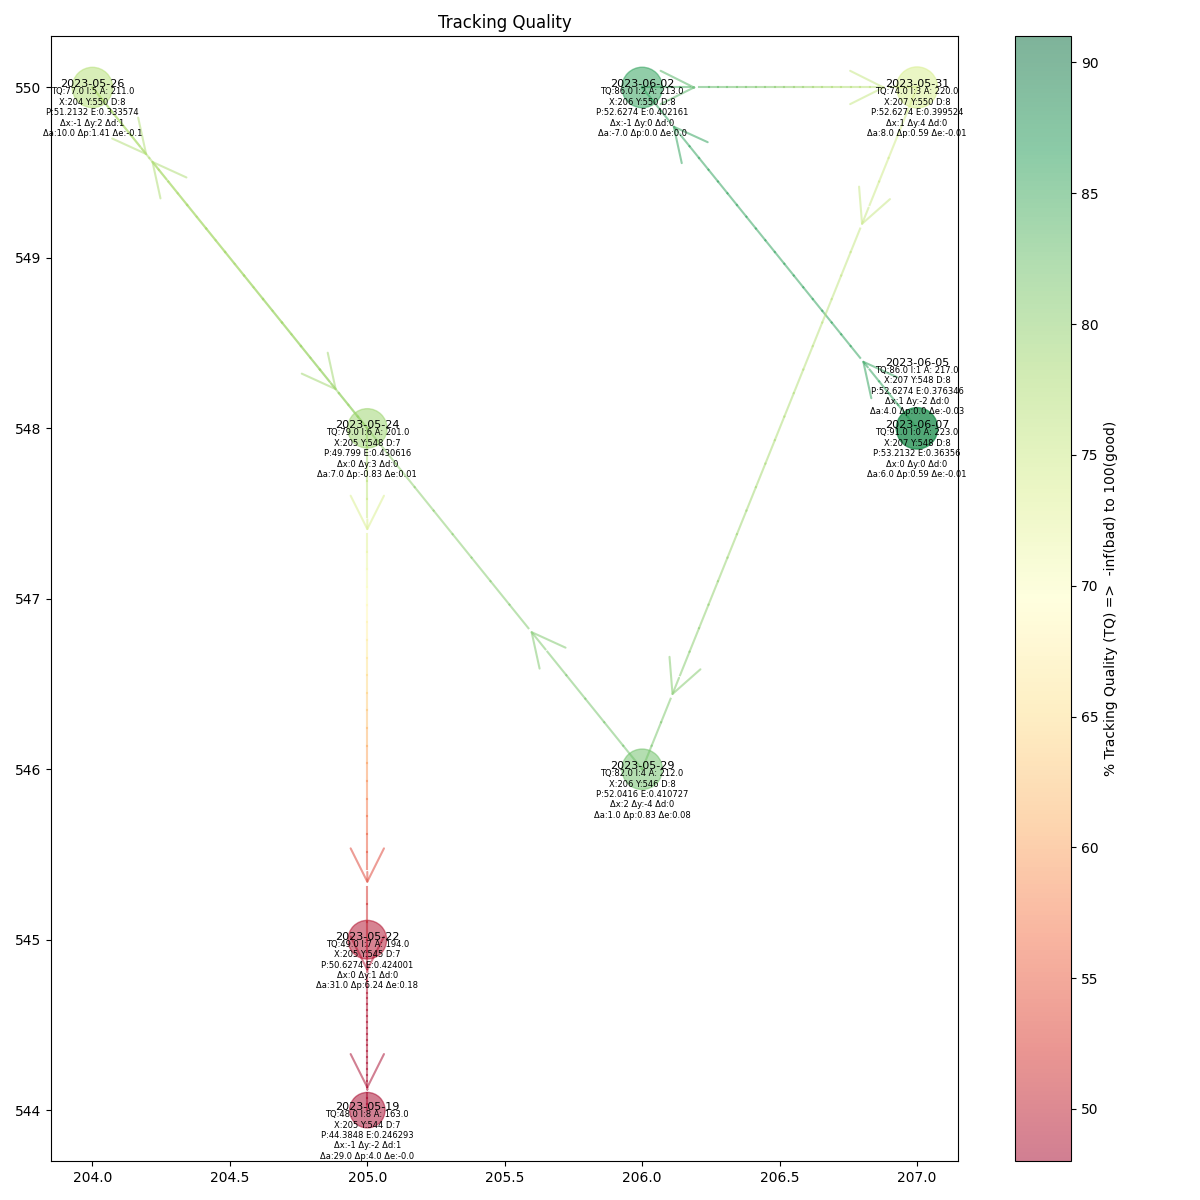 Tracking Quality
550
549
548
547
546
545
544
204.0
204.5
205.0
205.5
206.0
206.5
207.0
2023-05-26
TQ:77.0 I:5 A: 211.0
X:204 Y:550 D:8
P:51.2132 E:0.333574
Δx:-1 Δy:2 Δd:1
Δa:10.0 Δp:1.41 Δe:-0.1
2023-06-02
TQ:86.0 I:2 A: 213.0
X:206 Y:550 D:8
P:52.6274 E:0.402161
Δx:-1 Δy:0 Δd:0
Δa:-7.0 Δp:0.0 Δe:0.0
2023-05-31
TQ:74.0 I:3 A: 220.0
X:207 Y:550 D:8
P:52.6274 E:0.399524
Δx:1 Δy:4 Δd:0
Δa:8.0 Δp:0.59 Δe:-0.01
2023-06-05
TQ:86.0 I:1 A: 217.0
X:207 Y:548 D:8
P:52.6274 E:0.376346
Δx:1 Δy:-2 Δd:0
Δa:4.0 Δp:0.0 Δe:-0.03
2023-06-07
TQ:91.0 I:0 A: 223.0
X:207 Y:548 D:8
P:53.2132 E:0.36356
Δx:0 Δy:0 Δd:0
Δa:6.0 Δp:0.59 Δe:-0.01
2023-05-24
TQ:79.0 I:6 A: 201.0
X:205 Y:548 D:7
P:49.799 E:0.430616
Δx:0 Δy:3 Δd:0
Δa:7.0 Δp:-0.83 Δe:0.01
2023-05-29
TQ:82.0 I:4 A: 212.0
X:206 Y:546 D:8
P:52.0416 E:0.410727
Δx:2 Δy:-4 Δd:0
Δa:1.0 Δp:0.83 Δe:0.08
2023-05-22
TQ:49.0 I:7 A: 194.0
X:205 Y:545 D:7
P:50.6274 E:0.424001
Δx:0 Δy:1 Δd:0
Δa:31.0 Δp:6.24 Δe:0.18
2023-05-19
TQ:48.0 I:8 A: 163.0
X:205 Y:544 D:7
P:44.3848 E:0.246293
Δx:-1 Δy:-2 Δd:1
Δa:29.0 Δp:4.0 Δe:-0.0
90
85
80
75
70
65
60
55
50
% Tracking Quality (TQ) =>  -inf(bad) to 100(good)